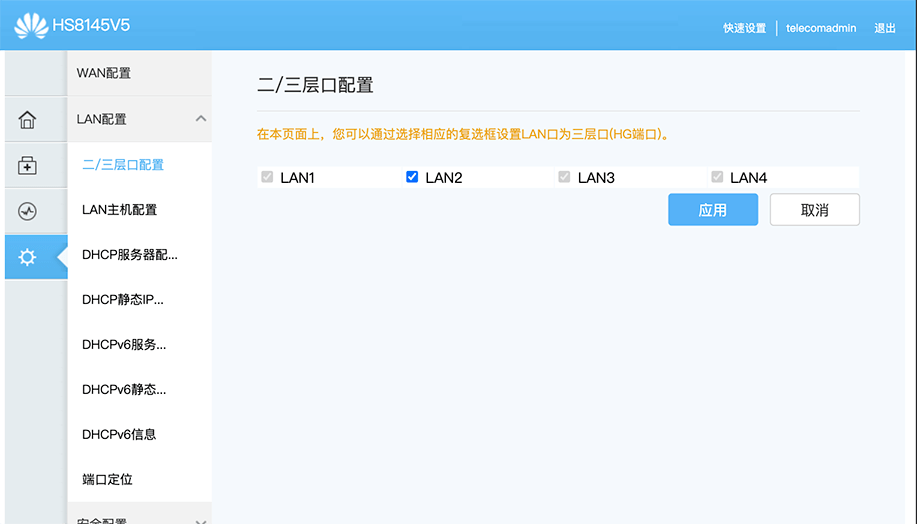 HS8145V5
快速设置 | telecomadmin 退出
WAN配置
LAN配置
二/三层口配置
LAN主机配置
DHCP服务器配...
DHCP静态IP...
DHCPv6服务...
DHCPv6静态...
DHCPv6信息
端口定位
安全配置
二/三层口配置
在本页面上，您可以通过选择相应的复选框设置LAN口为三层口(HG端口)。
LAN1 LAN2 LAN3 LAN4
应用 取消